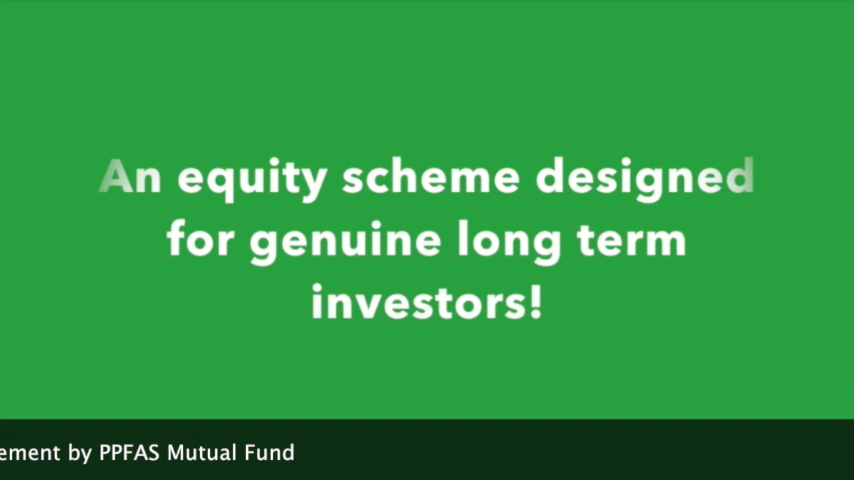 An equity scheme designed
for genuine long term
investors!
ement by PPFAS Mutual Fund